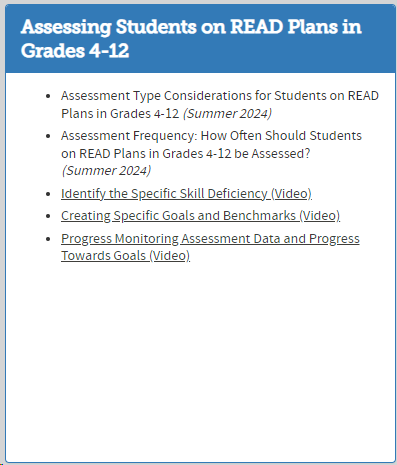 Assessing Students on READ Plans in
Grades 4-12
• Assessment Type Considerations for Students on READ
Plans in Grades 4-12 (Summer 2024)
• Assessment Frequency: How Often Should Students
on READ Plans in Grades 4-12 be Assessed?
(Summer 2024)
• Identify the Specific Skill Deficiency (Video)
• Creating Specific Goals and Benchmarks (Video)
• Progress Monitoring Assessment Data and Progress
Towards Goals (Video)